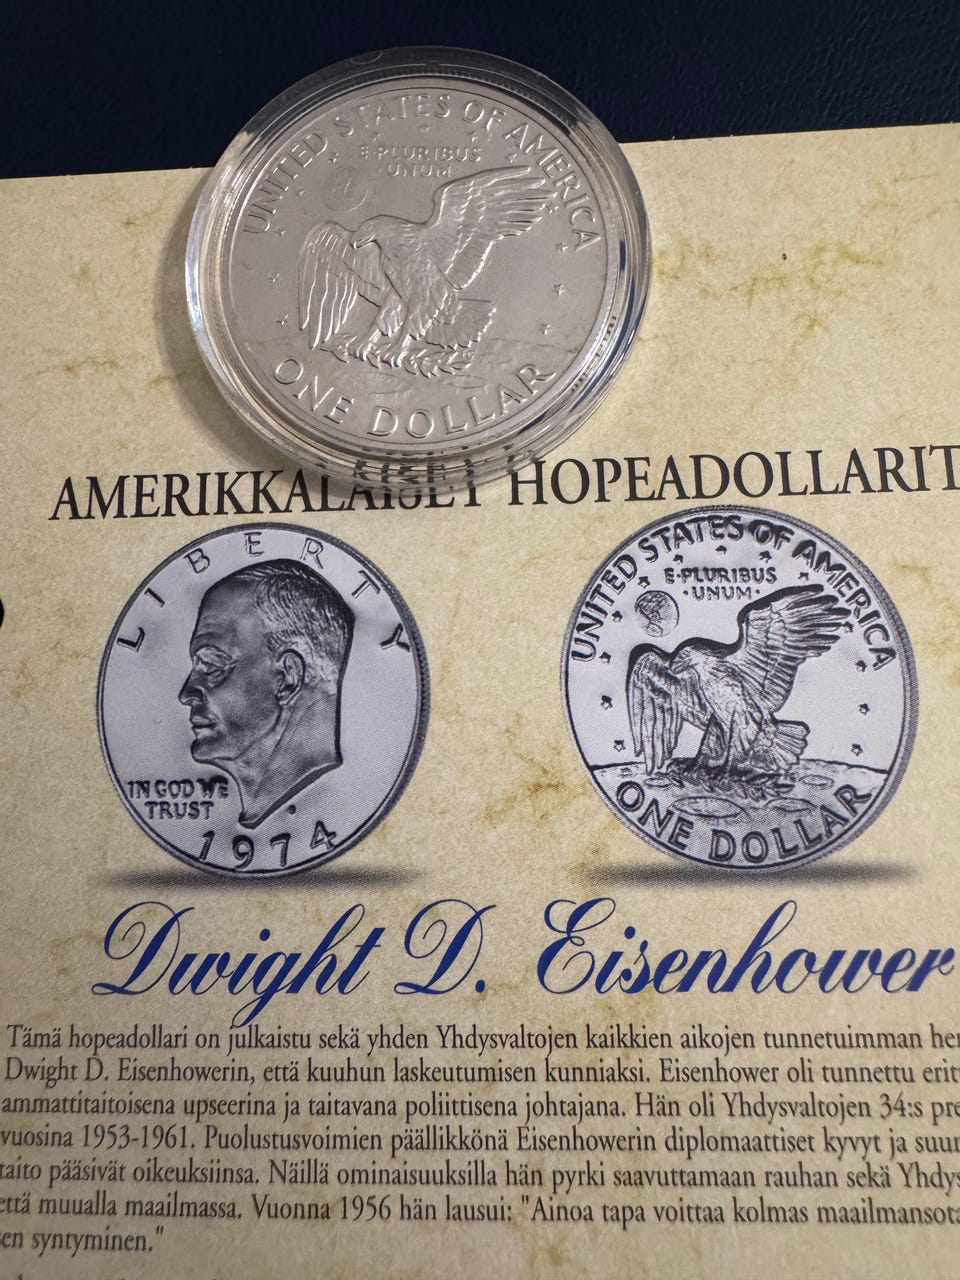 UNITED STATES OF AMERICA
E·PLURIBUS
·UNUM·
ONE DOLLAR
AMERIKKALAISET HOPEADOLLARIT
LIBERTY
IN GOD WE
TRUST
1974
UNITED STATES OF AMERICA
E·PLURIBUS
·UNUM·
ONE DOLLAR
Dwight D. Eisenhower
Tämä hopeadollari on julkaistu sekä yhden Yhdysvaltojen kaikkien aikojen tunnetuimman
Dwight D. Eisenhowerin, että kuuhun laskeutumisen kunniaksi. Eisenhower oli tunnettu
ammattitaitoisena upseerina ja taitavana poliittisena johtajana. Hän oli Yhdysvaltojen 34:s
vuosina 1953-1961. Puolustusvoimien päällikkönä Eisenhowerin diplomaattiset kyvyt ja
taito pääsivät oikeuksiinsa. Näillä ominaisuuksilla hän pyrki saavuttamaan rauhan sekä
että muualla maailmassa. Vuonna 1956 hän lausui: "Ainoa tapa voittaa kolmas
syntyminen."